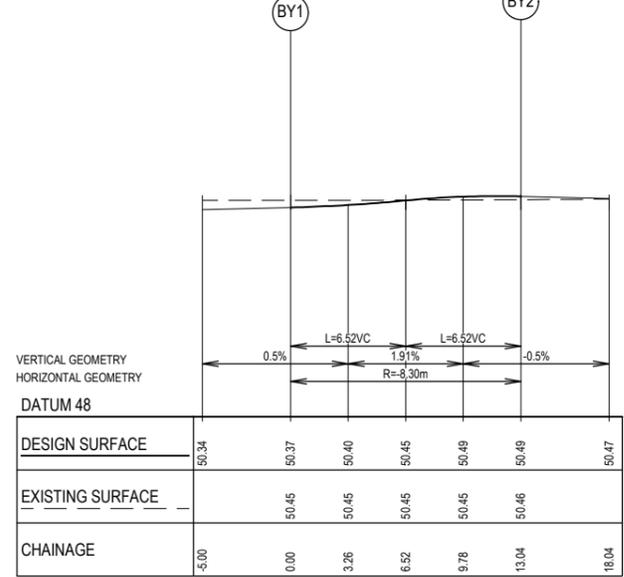 BY1
BY2
L=6.52VC
L=6.52VC
VERTICAL GEOMETRY
0.5%
1.91%
-0.5%
HORIZONTAL GEOMETRY
R=-8.30m
DATUM 48
DESIGN SURFACE
50.34
50.37
50.40
50.45
50.49
50.49
50.47
EXISTING SURFACE
50.45
50.45
50.45
50.45
50.46
CHAINAGE
-5.00
0.00
3.26
6.52
9.78
13.04
18.04